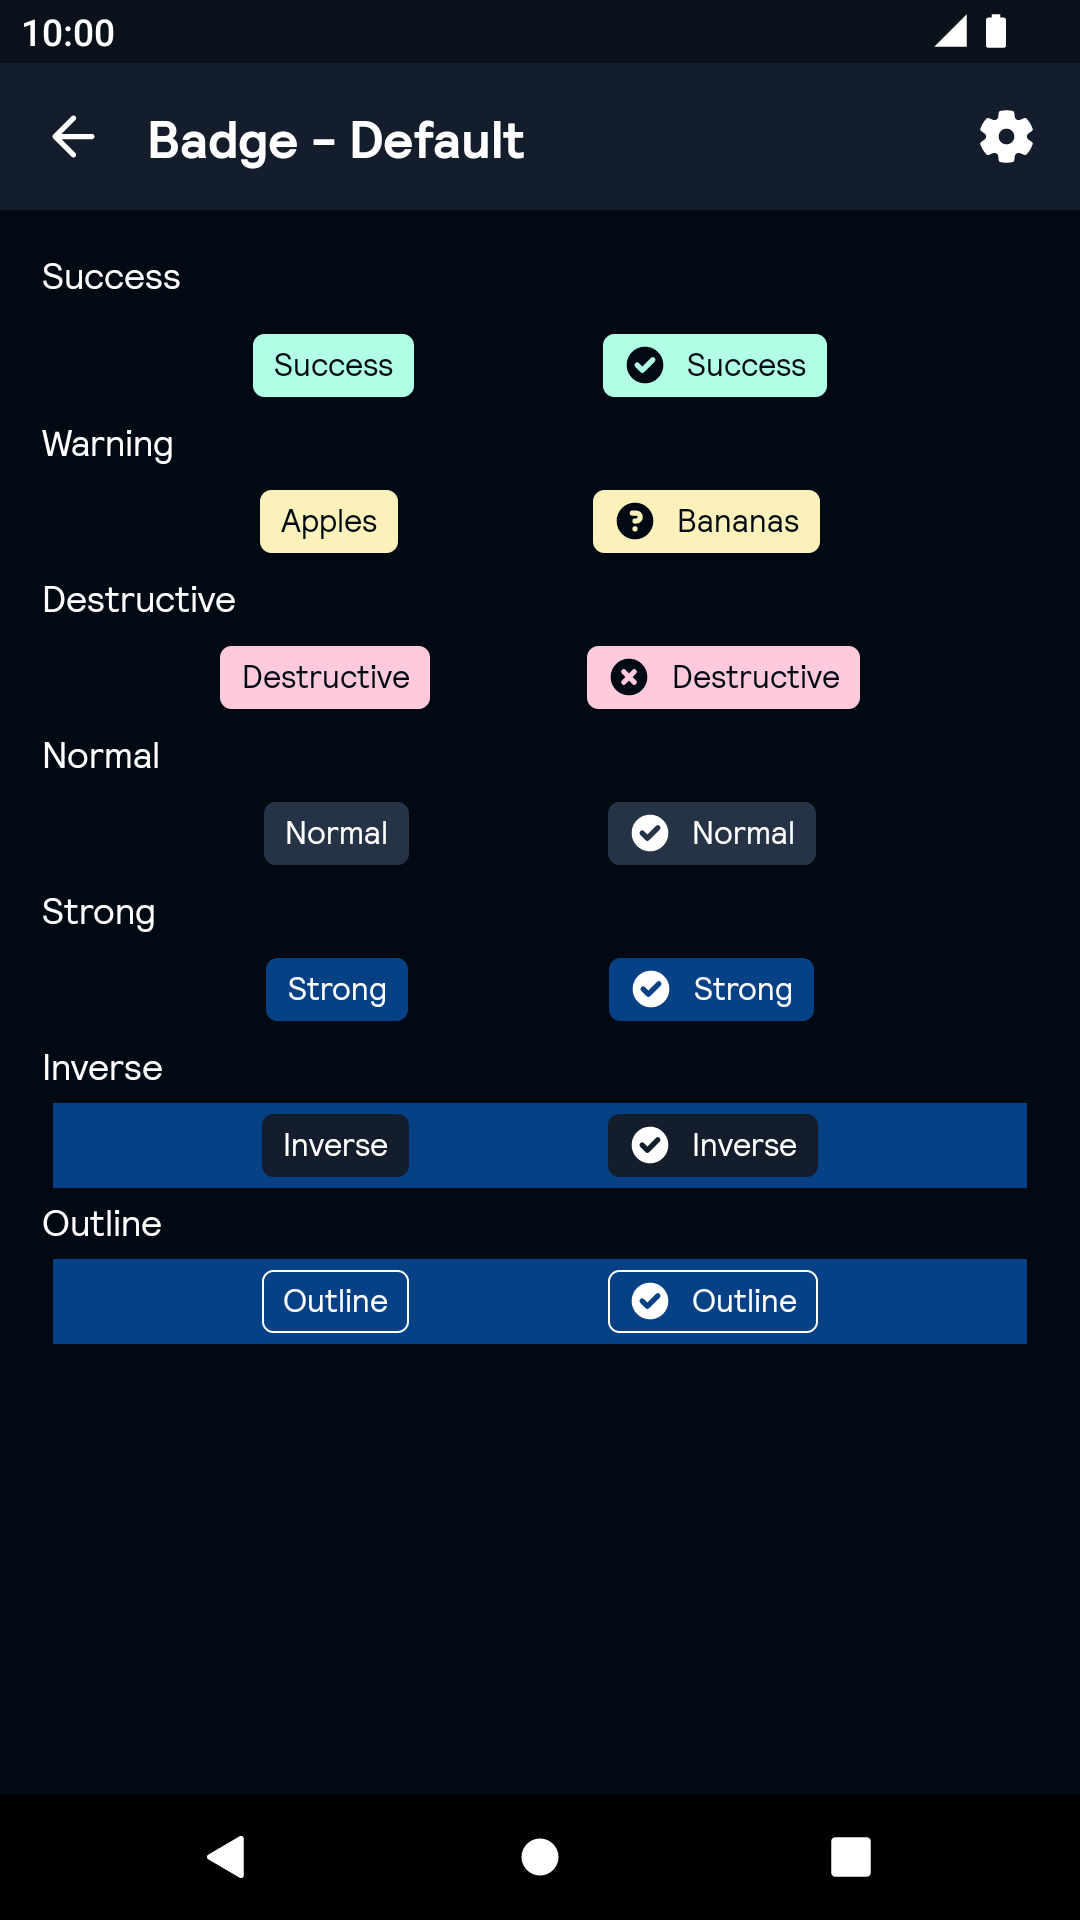 10:00
Badge - Default
Success
Success Success
Warning
Apples Bananas
Destructive
Destructive Destructive
Normal
Normal Normal
Strong
Strong Strong
Inverse
Inverse Inverse
Outline
Outline Outline